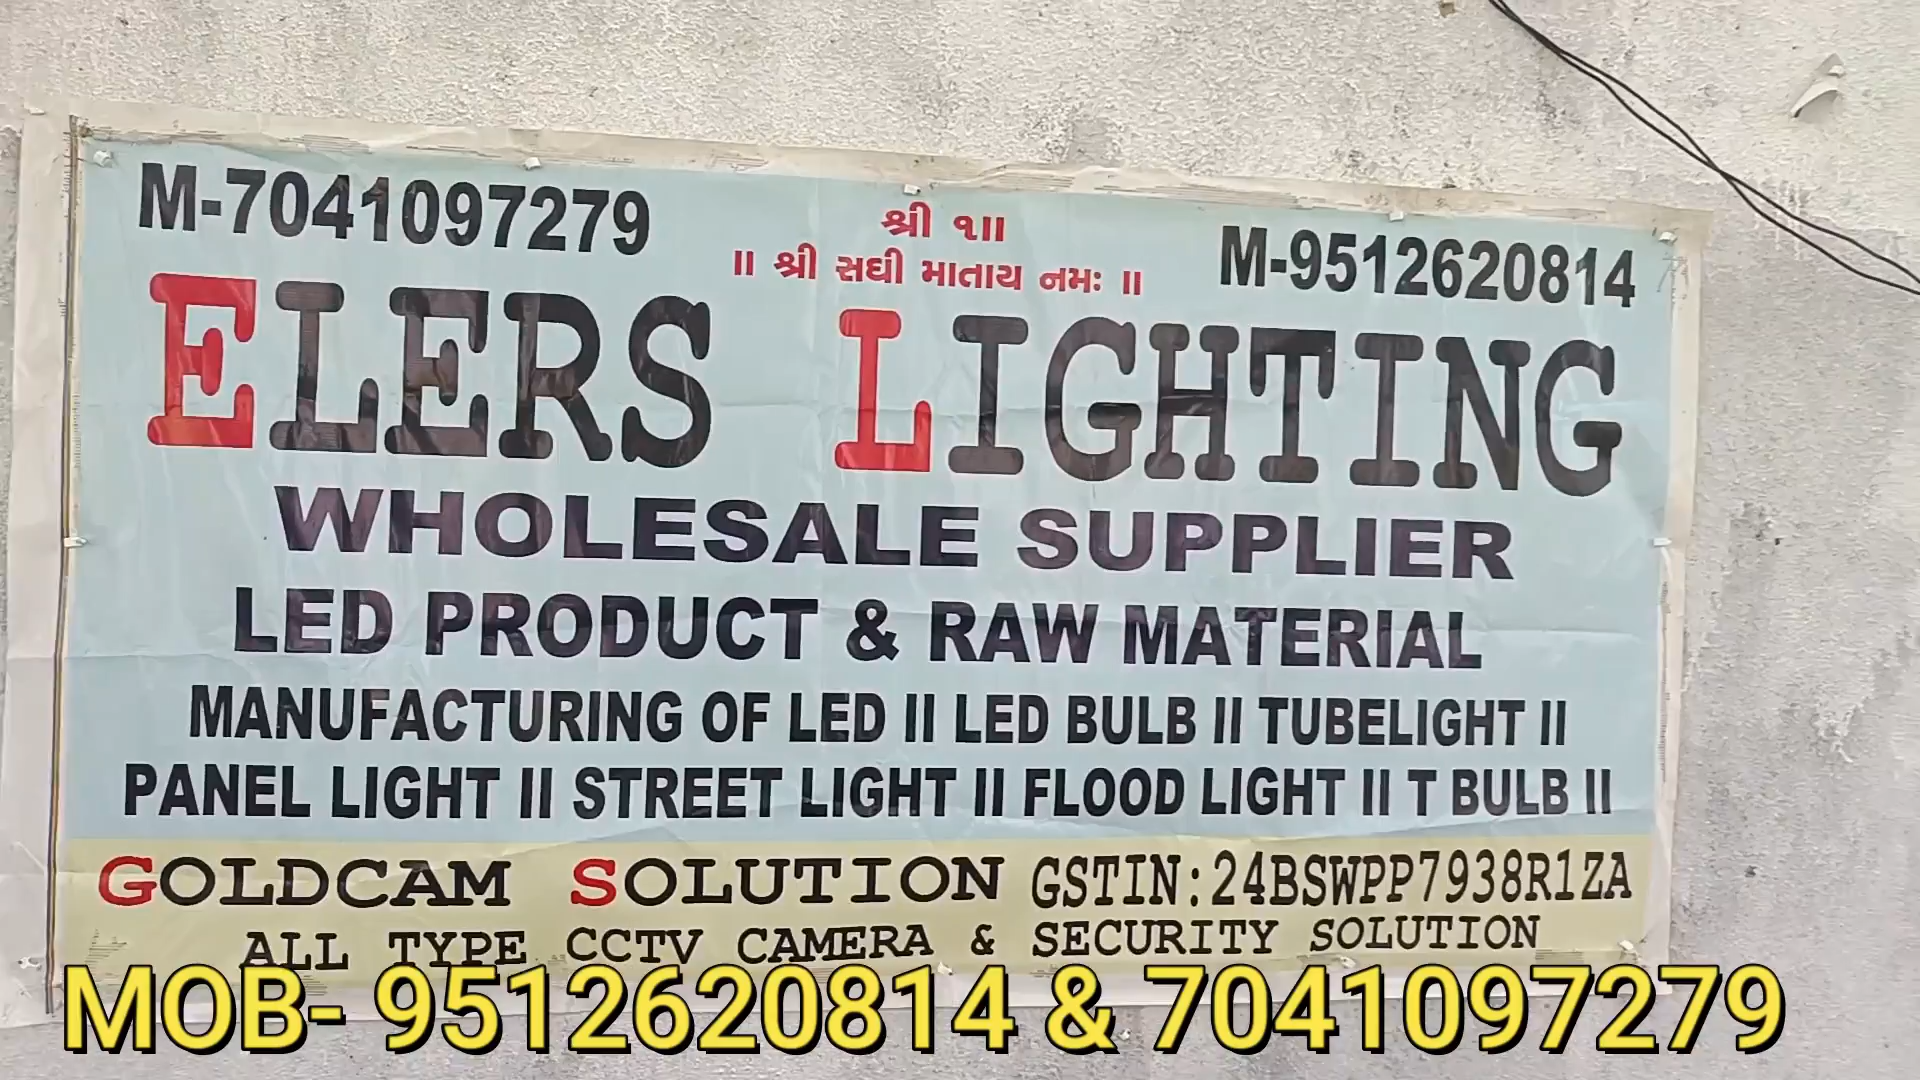 M-7041097279
શ્રી ૧॥
॥ શ્રી સધી માતાય નમઃ ॥
M-9512620814
ELERS LIGHTING
WHOLESALE SUPPLIER
LED PRODUCT & RAW MATERIAL
MANUFACTURING OF LED II LED BULB II TUBELIGHT II
PANEL LIGHT II STREET LIGHT II FLOOD LIGHT II T BULB II
GOLDCAM SOLUTION GSTIN:24BSWPP7938R1ZA
ALL TYPE CCTV CAMERA & SECURITY SOLUTION
MOB- 9512620814 & 7041097279